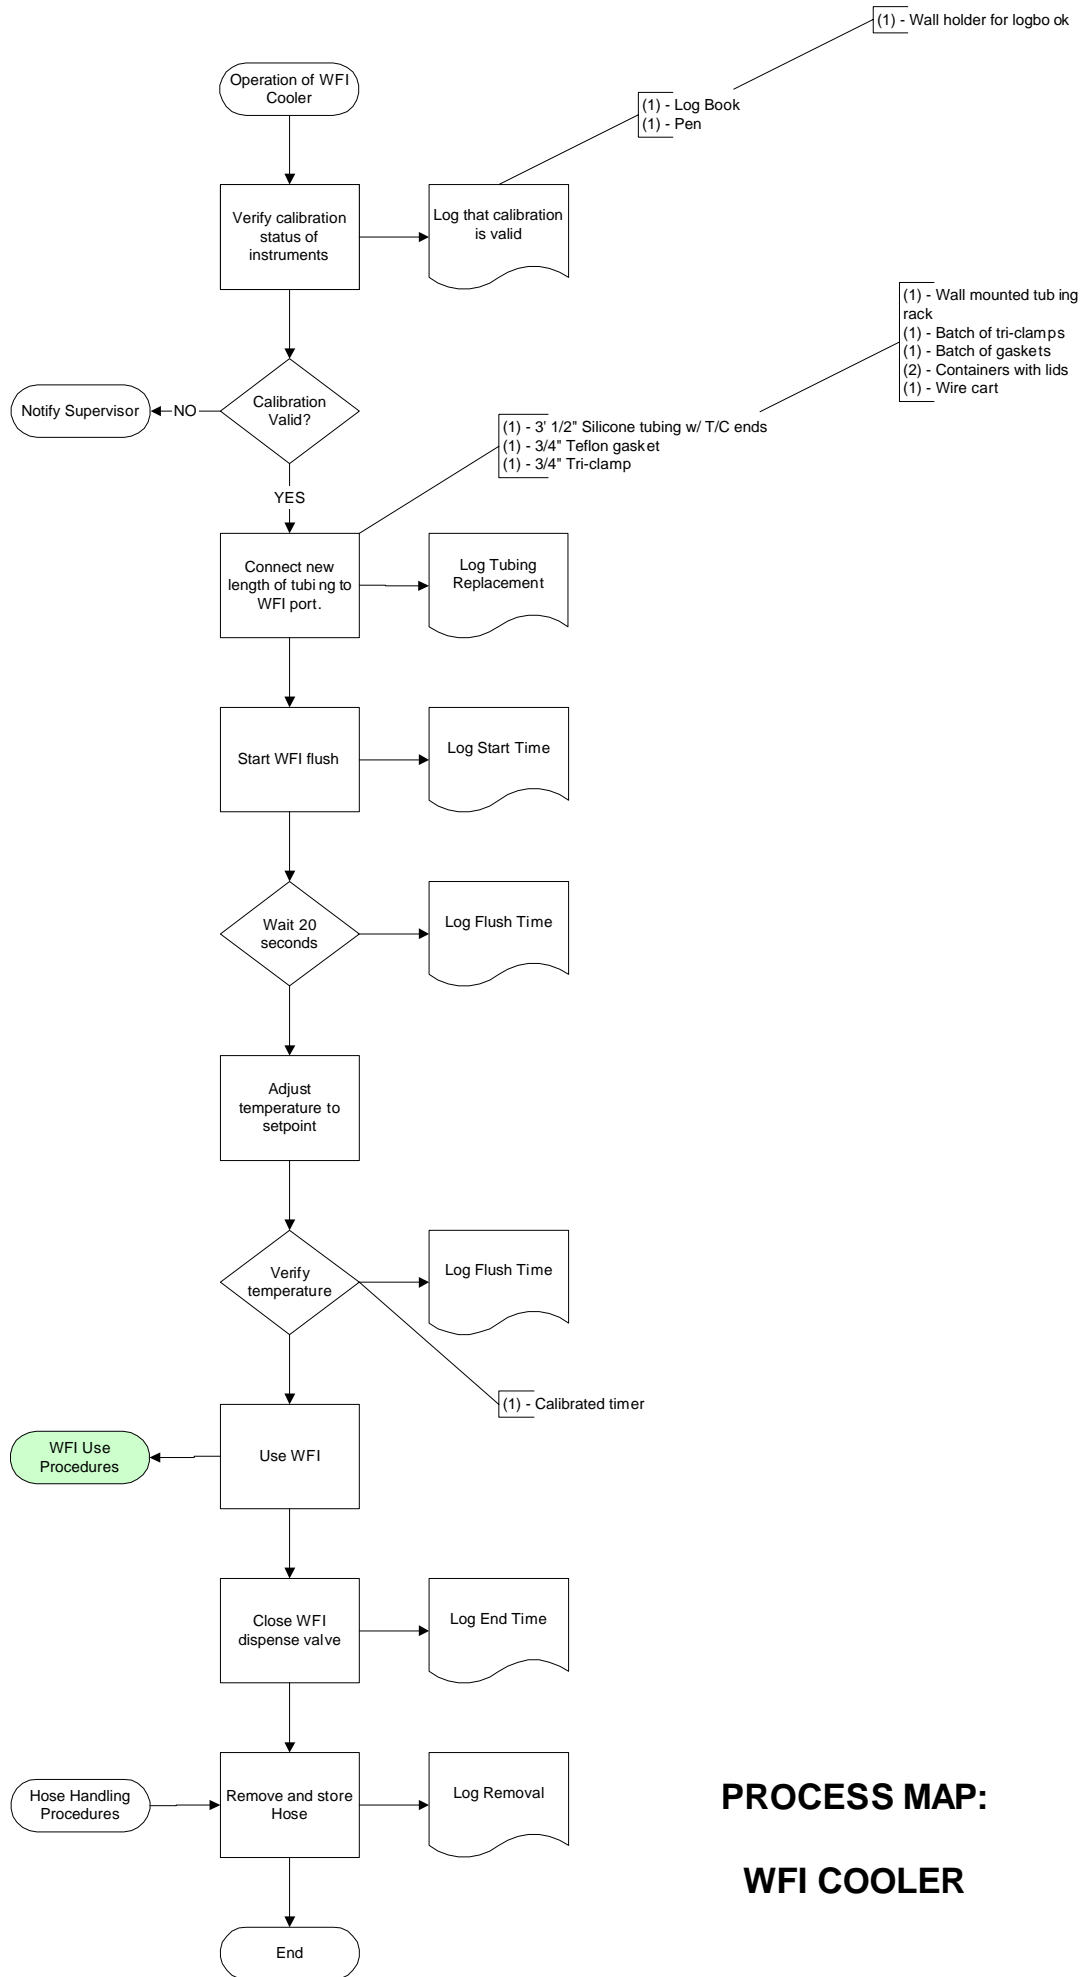 (1) - Wall holder for logbo ok
Operation of WFI
Cooler
(1) - Log Book
(1) - Pen
Verify calibration
status of
instruments
Log that calibration
is valid
(1) - Wall mounted tub ing
rack
(1) - Batch of tri-clamps
(1) - Batch of gaskets
(2) - Containers with lids
(1) - Wire cart
Calibration
Valid?
NO
Notify Supervisor
(1) - 3' 1/2" Silicone tubing w/ T/C ends
(1) - 3/4" Teflon gasket
(1) - 3/4" Tri-clamp
YES
Connect new
length of tubing to
WFI port.
Log Tubing
Replacement
Start WFI flush
Log Start Time
Wait 20
seconds
Log Flush Time
Adjust
temperature to
setpoint
Verify
temperature
Log Flush Time
(1) - Calibrated timer
WFI Use
Procedures
Use WFI
Close WFI
dispense valve
Log End Time
Hose Handling
Procedures
Remove and store
Hose
Log Removal
PROCESS MAP:
WFI COOLER
End